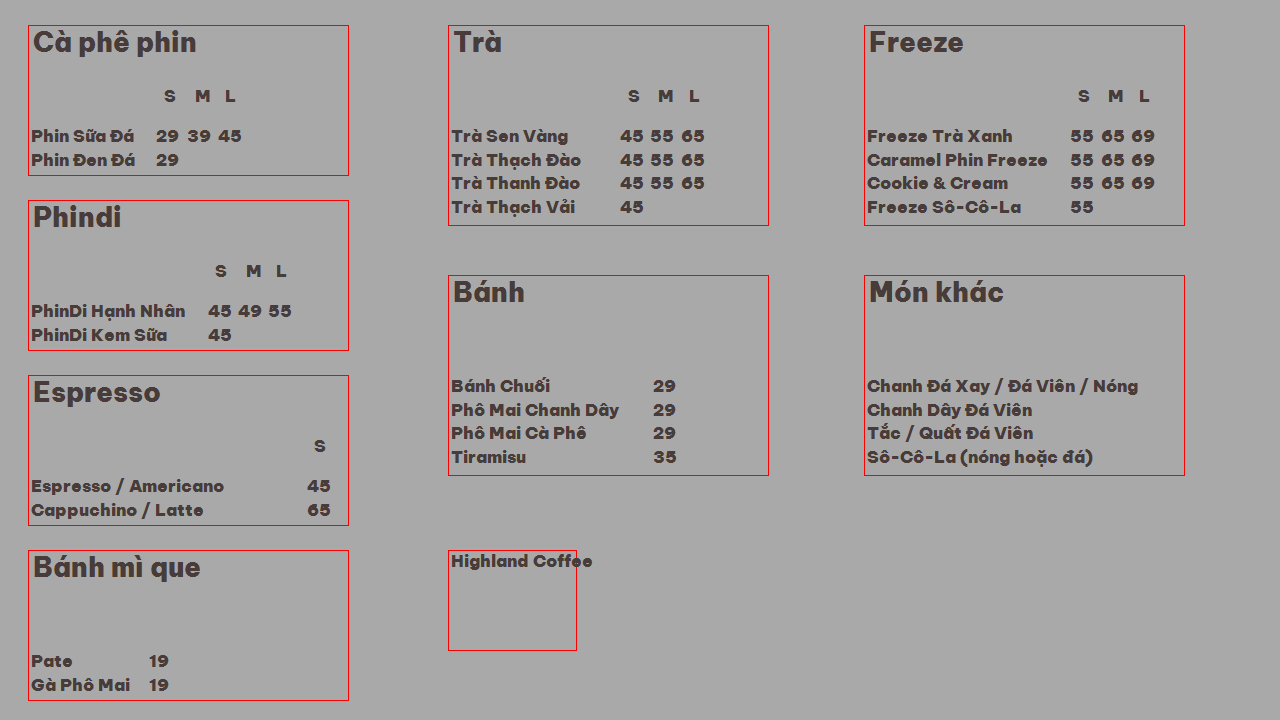 Cà phê phin
S M L
Phin Sữa Đá 29 39 45
Phin Đen Đá 29
Phindi
S M L
PhinDi Hạnh Nhân 45 49 55
PhinDi Kem Sữa 45
Espresso
S
Espresso / Americano 45
Cappuchino / Latte 65
Bánh mì que
Pate 19
Gà Phô Mai 19
Trà
S M L
Trà Sen Vàng 45 55 65
Trà Thạch Đào 45 55 65
Trà Thanh Đào 45 55 65
Trà Thạch Vải 45
Bánh
Bánh Chuối 29
Phô Mai Chanh Dây 29
Phô Mai Cà Phê 29
Tiramisu 35
Highland Coffee
Freeze
S M L
Freeze Trà Xanh 55 65 69
Caramel Phin Freeze 55 65 69
Cookie & Cream 55 65 69
Freeze Sô-Cô-La 55
Món khác
Chanh Đá Xay / Đá Viên / Nóng
Chanh Dây Đá Viên
Tắc / Quất Đá Viên
Sô-Cô-La (nóng hoặc đá)